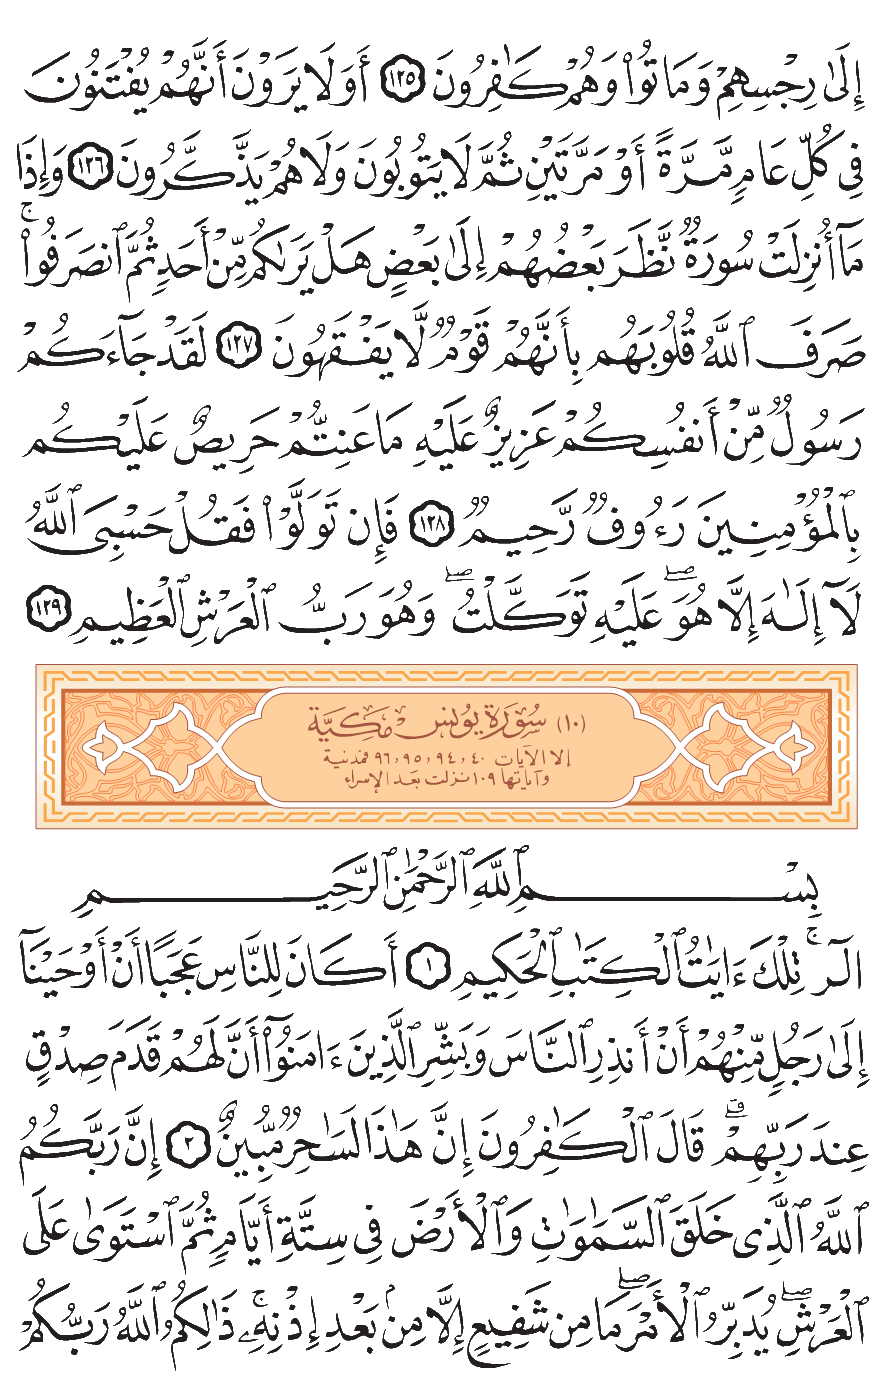 إِلَىٰ رِجْسِهِمْ وَمَاتُوا۟ وَهُمْ كَـٰفِرُونَ ١٢٥ أَوَلَا يَرَوْنَ أَنَّهُمْ يُفْتَنُونَ
فِى كُلِّ عَامٍ مَّرَّةً أَوْ مَرَّتَيْنِ ثُمَّ لَا يَتُوبُونَ وَلَا هُمْ يَذَّكَّرُونَ ١٢٦ وَإِذَا
مَآ أُنزِلَتْ سُورَةٌ نَّظَرَ بَعْضُهُمْ إِلَىٰ بَعْضٍ هَلْ يَرَىٰكُم مِّنْ أَحَدٍ ثُمَّ ٱنصَرَفُوا۟ ۚ
صَرَفَ ٱللَّهُ قُلُوبَهُم بِأَنَّهُمْ قَوْمٌ لَّا يَفْقَهُونَ ١٢٧ لَقَدْ جَآءَكُمْ
رَسُولٌ مِّنْ أَنفُسِكُمْ عَزِيزٌ عَلَيْهِ مَا عَنِتُّمْ حَرِيصٌ عَلَيْكُم
بِٱلْمُؤْمِنِينَ رَءُوفٌ رَّحِيمٌ ١٢٨ فَإِن تَوَلَّوْا۟ فَقُلْ حَسْبِىَ ٱللَّهُ
لَآ إِلَـٰهَ إِلَّا هُوَ ۖ عَلَيْهِ تَوَكَّلْتُ ۖ وَهُوَ رَبُّ ٱلْعَرْشِ ٱلْعَظِيمِ ١٢٩
(١٠) سُورَة يونس مكيّة
إلا الآيات ٤٠، ٩٤، ٩٥، ٩٦ فمدنية
وآياتها ١٠٩ نزلت بعد الإسراء
بِسْمِ ٱللَّهِ ٱلرَّحْمَـٰنِ ٱلرَّحِيمِ
الٓر ۚ تِلْكَ ءَايَـٰتُ ٱلْكِتَـٰبِ ٱلْحَكِيمِ ١ أَكَانَ لِلنَّاسِ عَجَبًا أَنْ أَوْحَيْنَآ
إِلَىٰ رَجُلٍ مِّنْهُمْ أَنْ أَنذِرِ ٱلنَّاسَ وَبَشِّرِ ٱلَّذِينَ ءَامَنُوٓا۟ أَنَّ لَهُمْ قَدَمَ صِدْقٍ
عِندَ رَبِّهِمْ ۗ قَالَ ٱلْكَـٰفِرُونَ إِنَّ هَـٰذَا لَسَـٰحِرٌ مُّبِينٌ ٢ إِنَّ رَبَّكُمُ
ٱللَّهُ ٱلَّذِى خَلَقَ ٱلسَّمَـٰوَٰتِ وَٱلْأَرْضَ فِى سِتَّةِ أَيَّامٍ ثُمَّ ٱسْتَوَىٰ عَلَى
ٱلْعَرْشِ ۖ يُدَبِّرُ ٱلْأَمْرَ ۖ مَا مِن شَفِيعٍ إِلَّا مِنۢ بَعْدِ إِذْنِهِۦ ۚ ذَٰلِكُمُ ٱللَّهُ رَبُّكُمْ